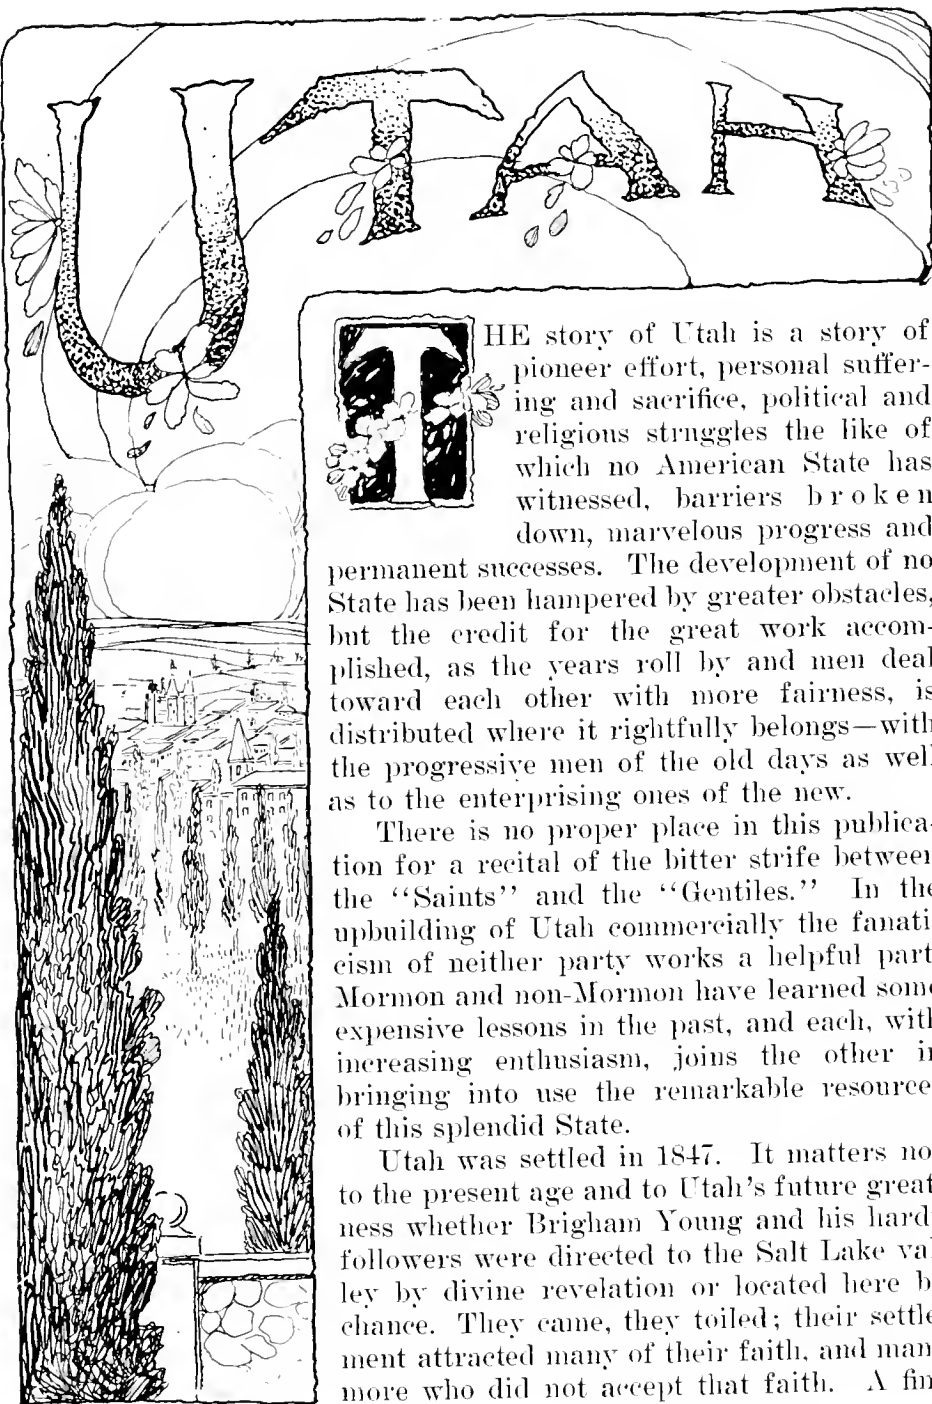 UTAH
THE story of Utah is a story of
pioneer effort, personal suffer-
ing and sacrifice, political and
religious struggles the like of
which no American State has
witnessed, barriers broken
down, marvelous progress and
permanent successes. The development of no
State has been hampered by greater obstacles,
but the credit for the great work accom-
plished, as the years roll by and men deal
toward each other with more fairness, is
distributed where it rightfully belongs—with
the progressive men of the old days as well
as to the enterprising ones of the new.
There is no proper place in this publica-
tion for a recital of the bitter strife between
the “Saints” and the “Gentiles.” In the
upbuilding of Utah commercially the fanati
cism of neither party works a helpful part
Mormon and non-Mormon have learned some
expensive lessons in the past, and each, with
increasing enthusiasm, joins the other in
bringing into use the remarkable resource
of this splendid State.
Utah was settled in 1847. It matters no
to the present age and to Utah’s future great
ness whether Brigham Young and his hard
followers were directed to the Salt Lake val
ley by divine revelation or located here b
chance. They came, they toiled; their settle
ment attracted many of their faith, and man
more who did not accept that faith. A fin